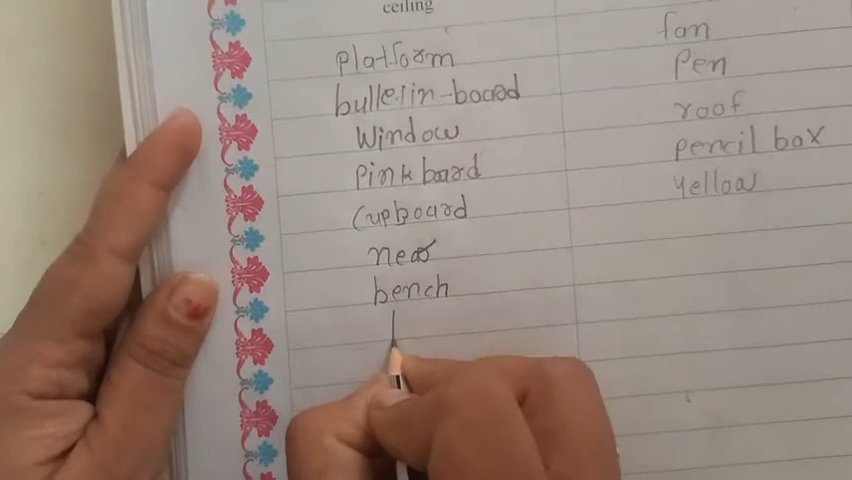 ceiling
platform
bulletin-board
window
pink board
cupboard
near
bench
fan
pen
roof
pencil box
yellow